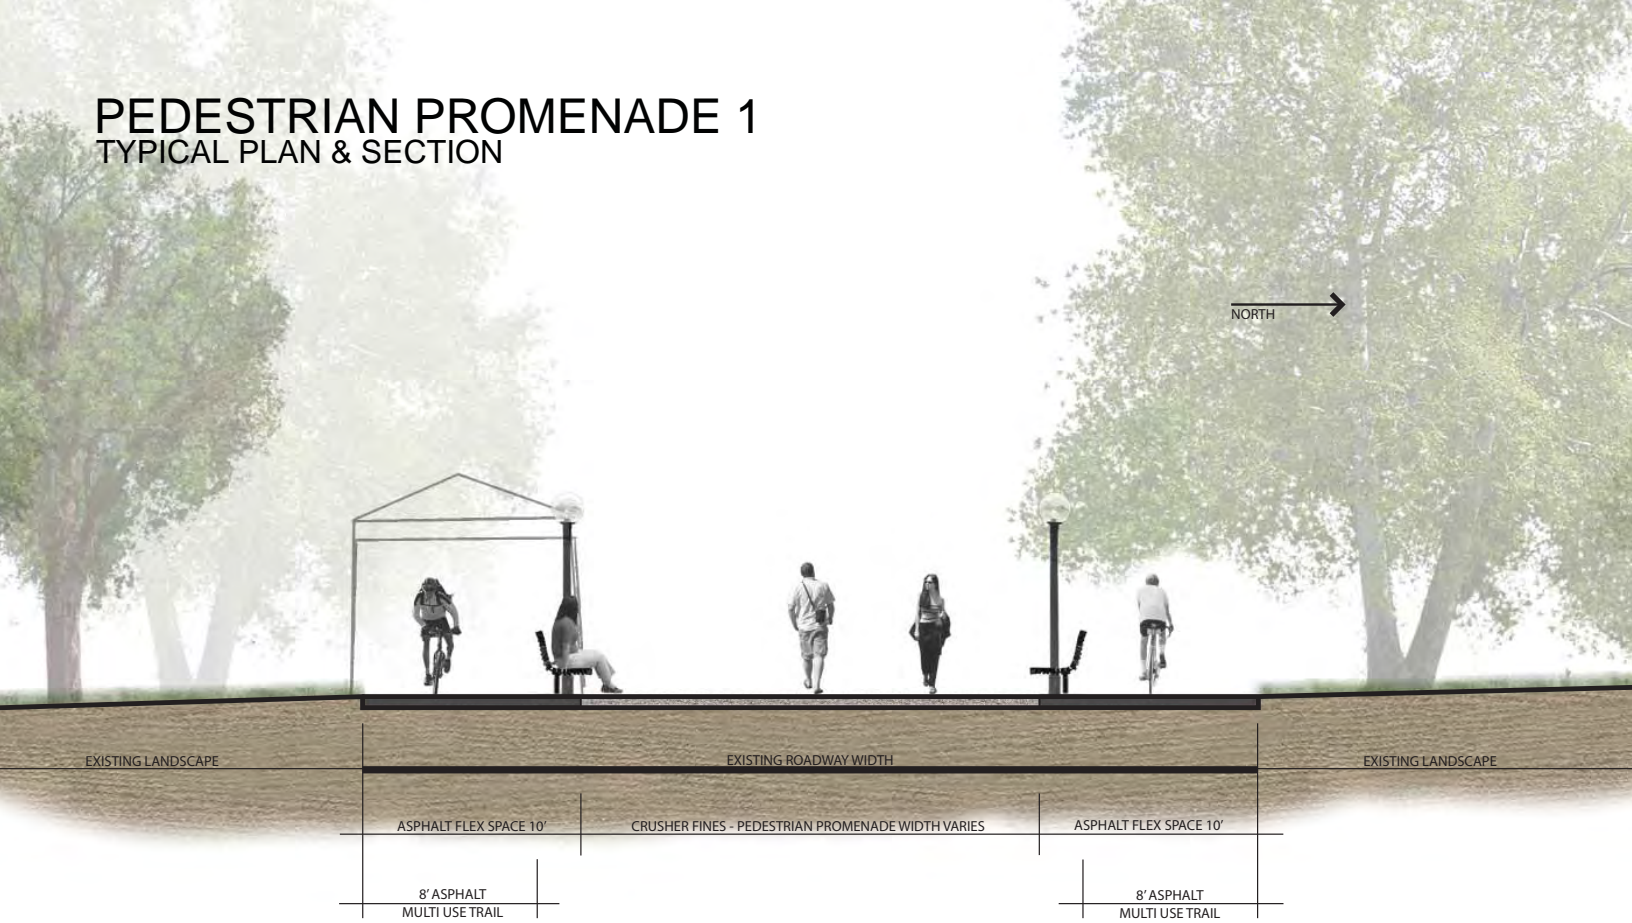 PEDESTRIAN PROMENADE 1
TYPICAL PLAN & SECTION
NORTH
EXISTING LANDSCAPE
EXISTING ROADWAY WIDTH
EXISTING LANDSCAPE
ASPHALT FLEX SPACE 10'
CRUSHER FINES - PEDESTRIAN PROMENADE WIDTH VARIES
ASPHALT FLEX SPACE 10'
8' ASPHALT
MULTI USE TRAIL
8' ASPHALT
MULTI USE TRAIL